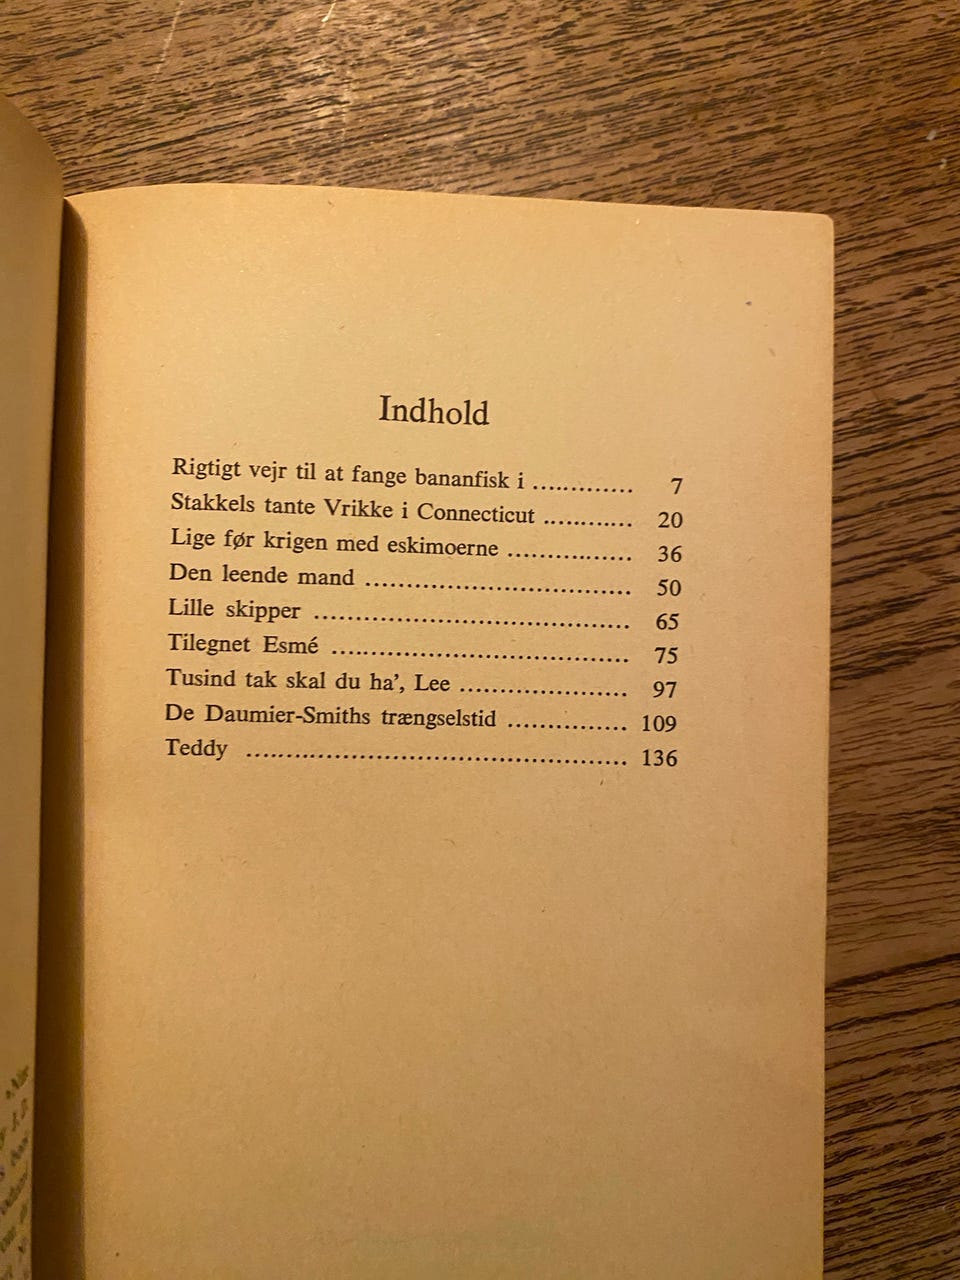 Indhold
Rigtigt vejr til at fange bananfisk i ............. 7
Stakkels tante Vrikke i Connecticut ............ 20
Lige før krigen med eskimoerne ................ 36
Den leende mand ................................. 50
Lille skipper ....................................... 65
Tilegnet Esmé ..................................... 75
Tusind tak skal du ha’, Lee ..................... 97
De Daumier-Smiths trængselstid ............... 109
Teddy ............................................... 136